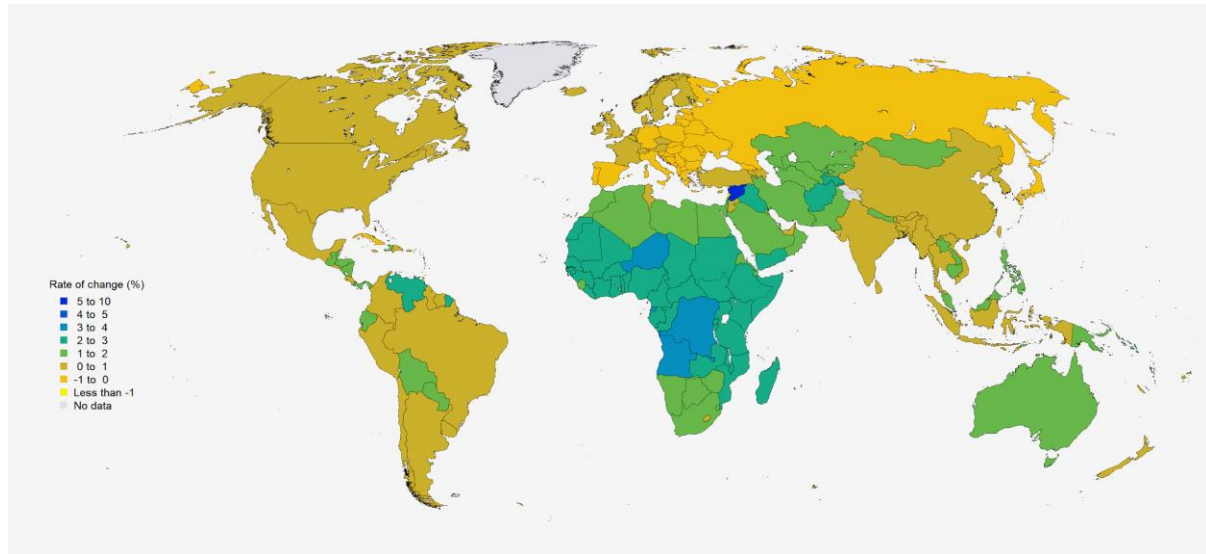 Rate of change (%)
5 to 10
4 to 5
3 to 4
2 to 3
1 to 2
0 to 1
-1 to 0
Less than -1
No data